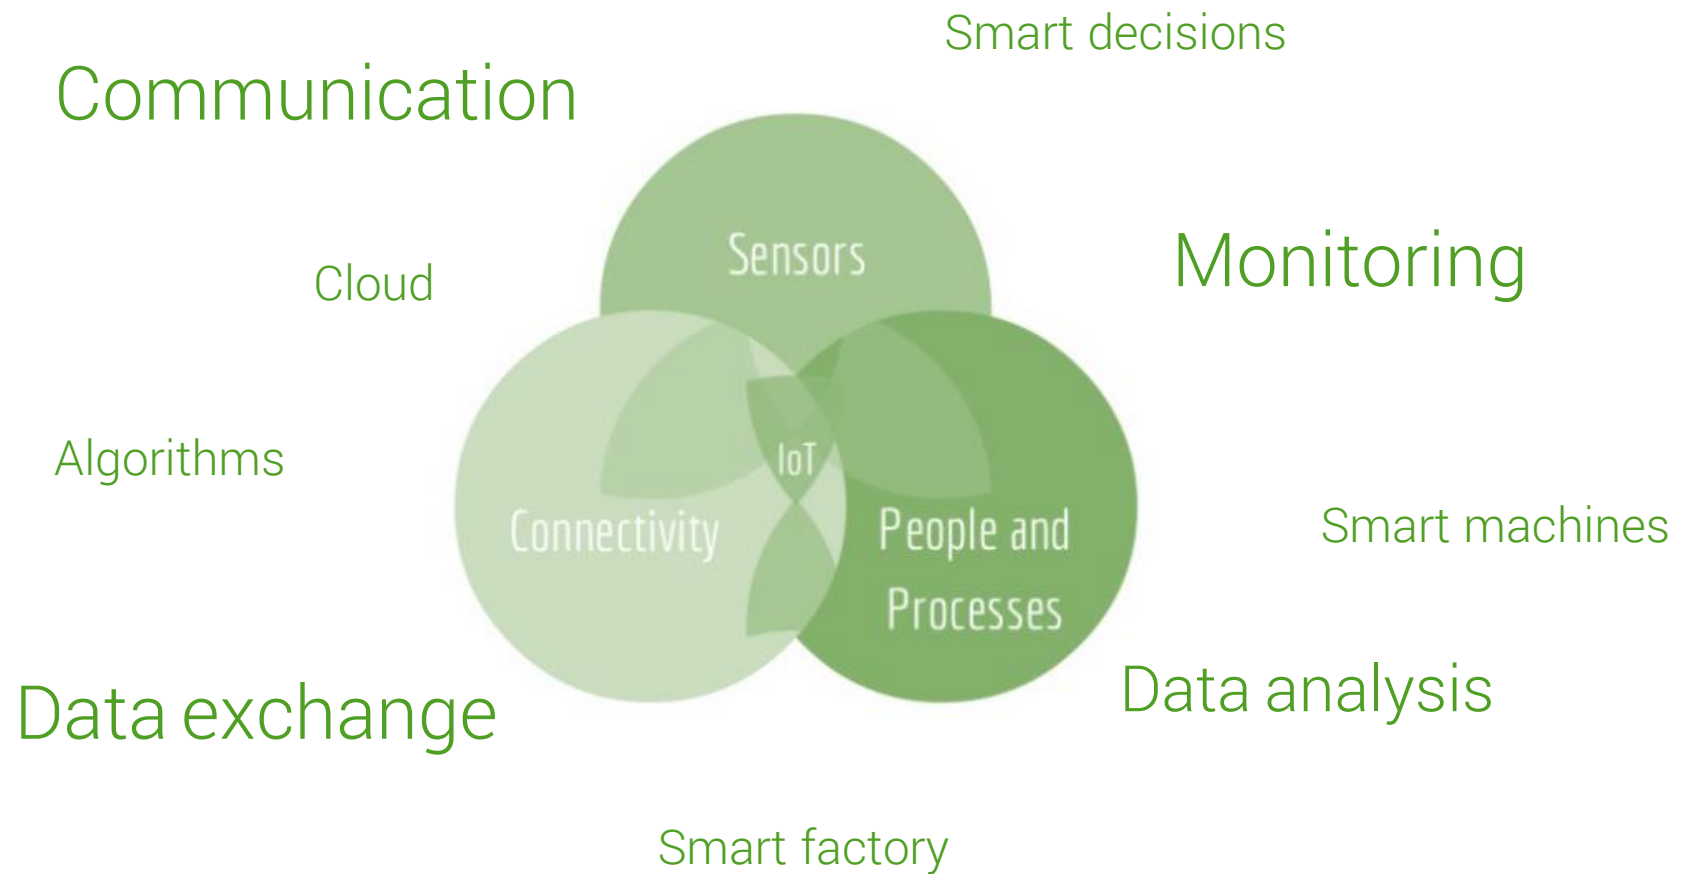 Smart decisions
Communication
Sensors
Monitoring
Cloud
Algorithms
IoT
Connectivity
People and
Processes
Smart machines
Data exchange
Data analysis
Smart factory